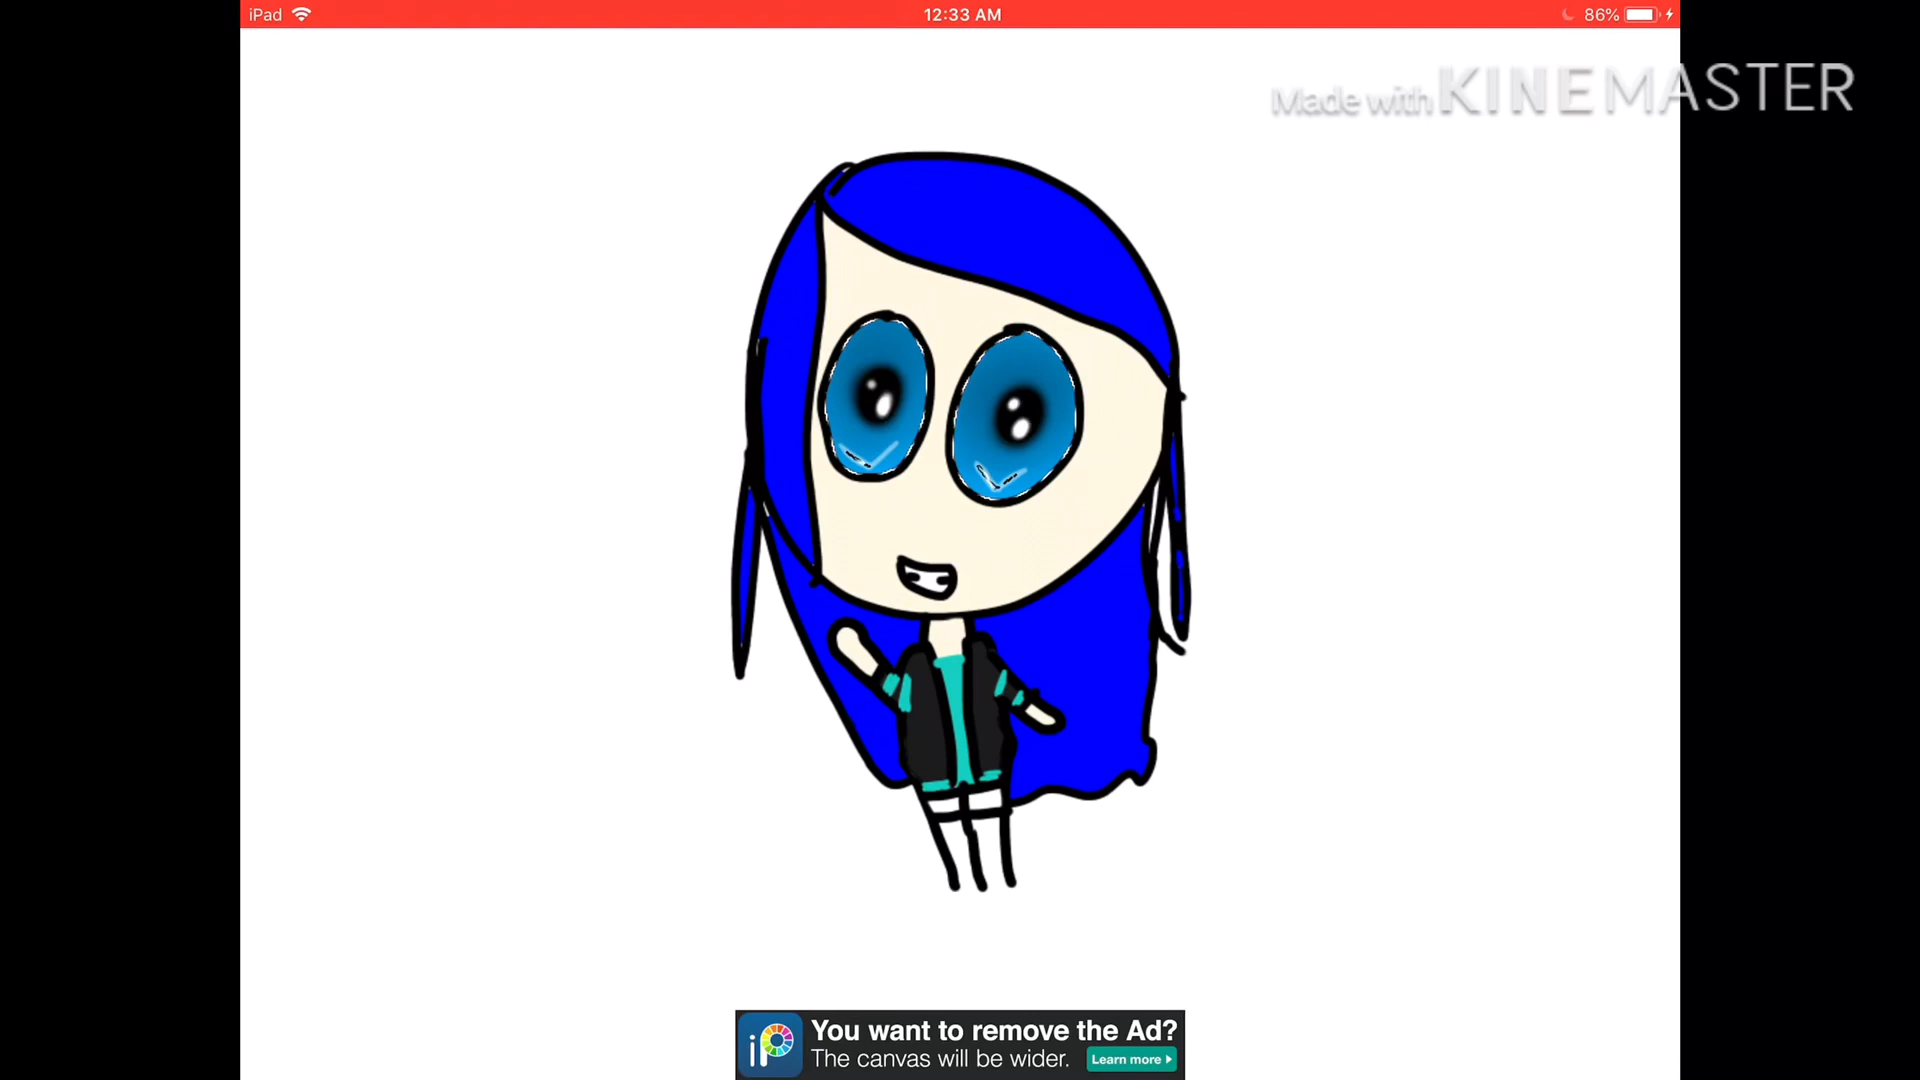 iPad
12:33 AM
86%
Made with KINEMASTER
iP
You want to remove the Ad?
The canvas will be wider.
Learn more